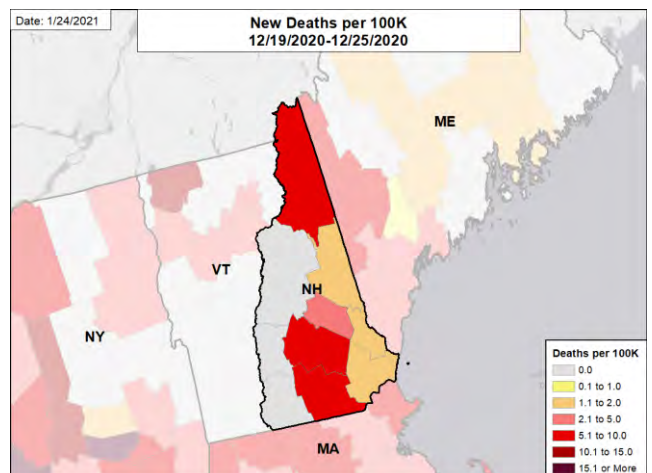 Date: 1/24/2021
New Deaths per 100K
12/19/2020-12/25/2020
ME
VT
NH
NY
MA
Deaths per 100K
0.0
0.1 to 1.0
1.1 to 2.0
2.1 to 5.0
5.1 to 10.0
10.1 to 15.0
15.1 or More